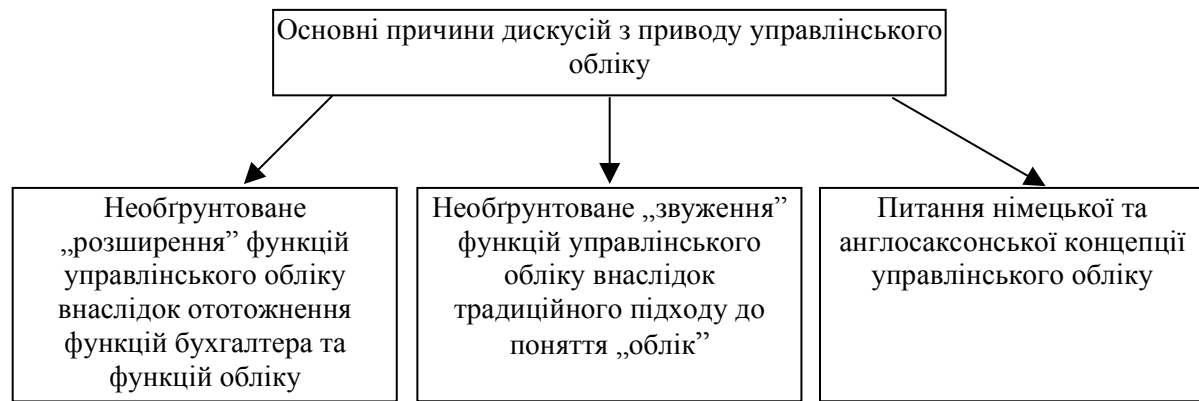 Основні причини дискусій з приводу управлінського
обліку
Необґрунтоване
„розширення” функцій
управлінського обліку
внаслідок ототожнення
функцій бухгалтера та
функцій обліку
Необґрунтоване „звуження”
функцій управлінського
обліку внаслідок
традиційного підходу до
поняття „облік”
Питання німецької та
англосаксонської концепції
управлінського обліку